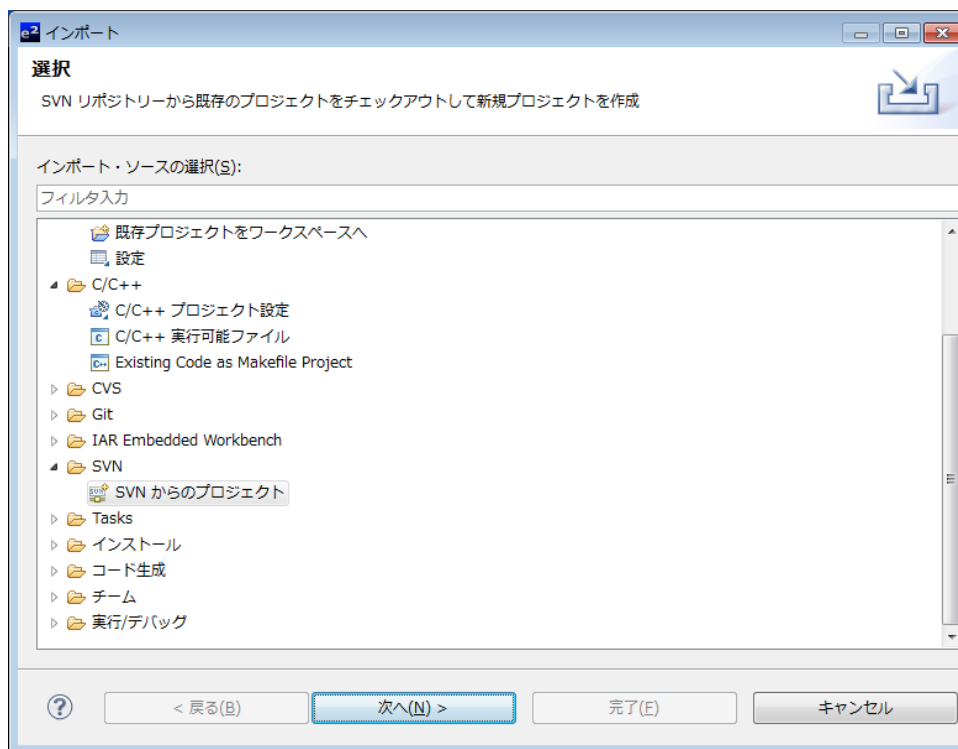 e² インポート
選択
SVN リポジトリーから既存のプロジェクトをチェックアウトして新規プロジェクトを作成
インポート・ソースの選択(S):
フィルタ入力
既存プロジェクトをワークスペースへ
設定
C/C++
C/C++ プロジェクト設定
C/C++ 実行可能ファイル
Existing Code as Makefile Project
CVS
Git
IAR Embedded Workbench
SVN
SVN からのプロジェクト
Tasks
インストール
コード生成
チーム
実行/デバッグ
< 戻る(B) 次へ(N) > 完了(F) キャンセル